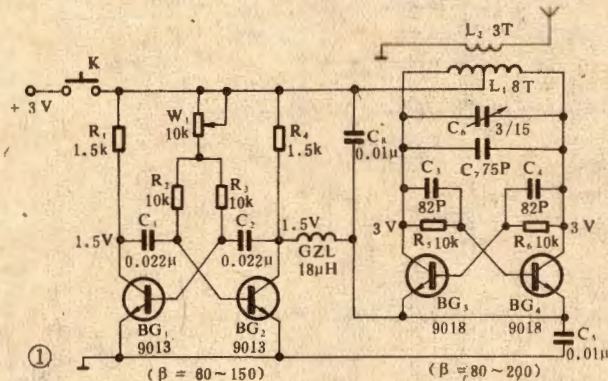 L₂ 3T
K
+ 3 V
L₁ 8T
W₁
10k
R₁
1.5k
R₄
1.5k
C₈
0.01μ
C₆ 3/15
C₇ 75P
R₂
10k
R₃
10k
C₃
82P
C₄
82P
1.5V
C₁
0.022μ
C₂
0.022μ
1.5V
GZL
18μH
3V
R₅ 10k
R₆ 10k
3V
BG₁
9013
BG₂
9013
BG₃
9018
BG₄
9018
C₅
0.01μ
①
(β=60~150)
(β=80~200)